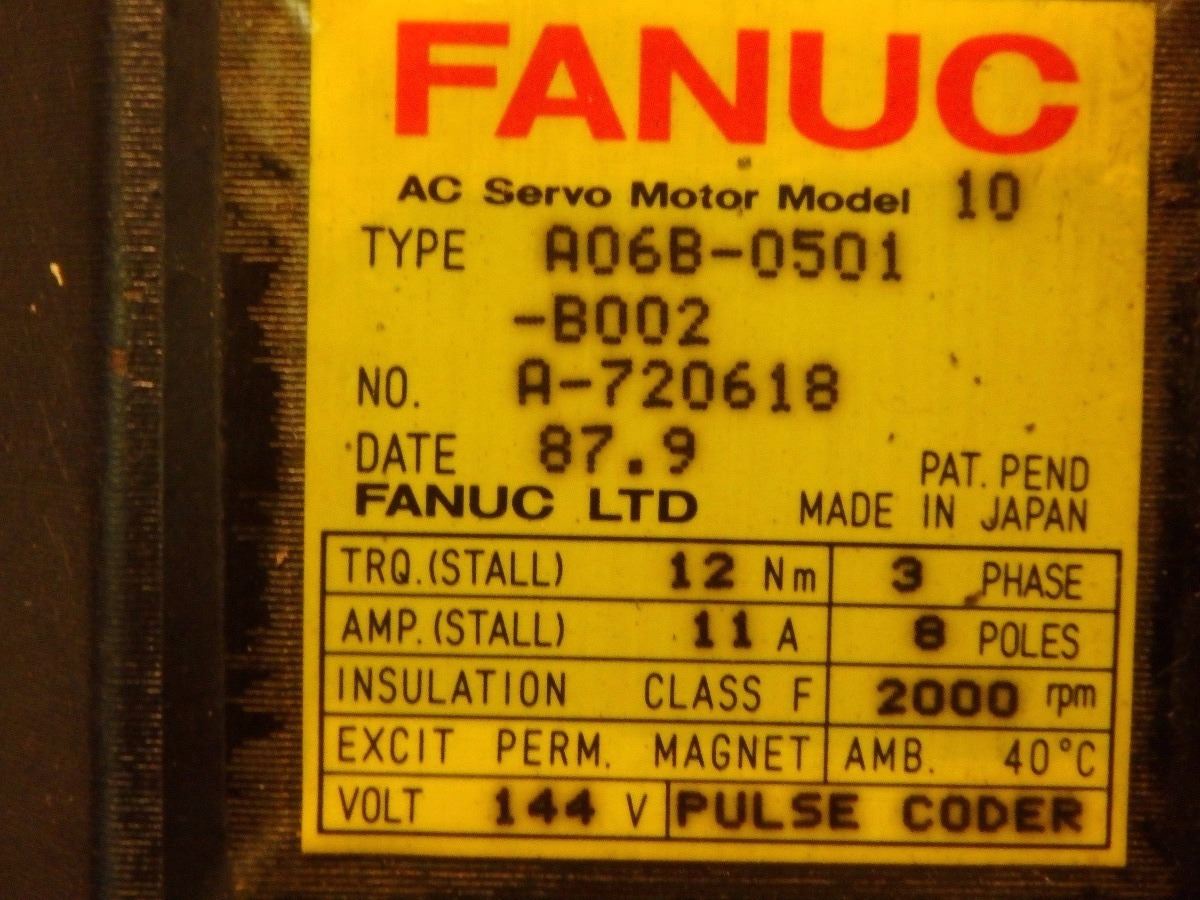 FANUC
AC Servo Motor Model 10
TYPE A06B-0501
-B002
NO. A-720618
DATE 87.9
PAT. PEND
FANUC LTD MADE IN JAPAN
TRQ.(STALL) 12 Nm 3 PHASE
AMP.(STALL) 11 A 8 POLES
INSULATION CLASS F 2000 rpm
EXCIT PERM. MAGNET AMB. 40°C
VOLT 144 V PULSE CODER